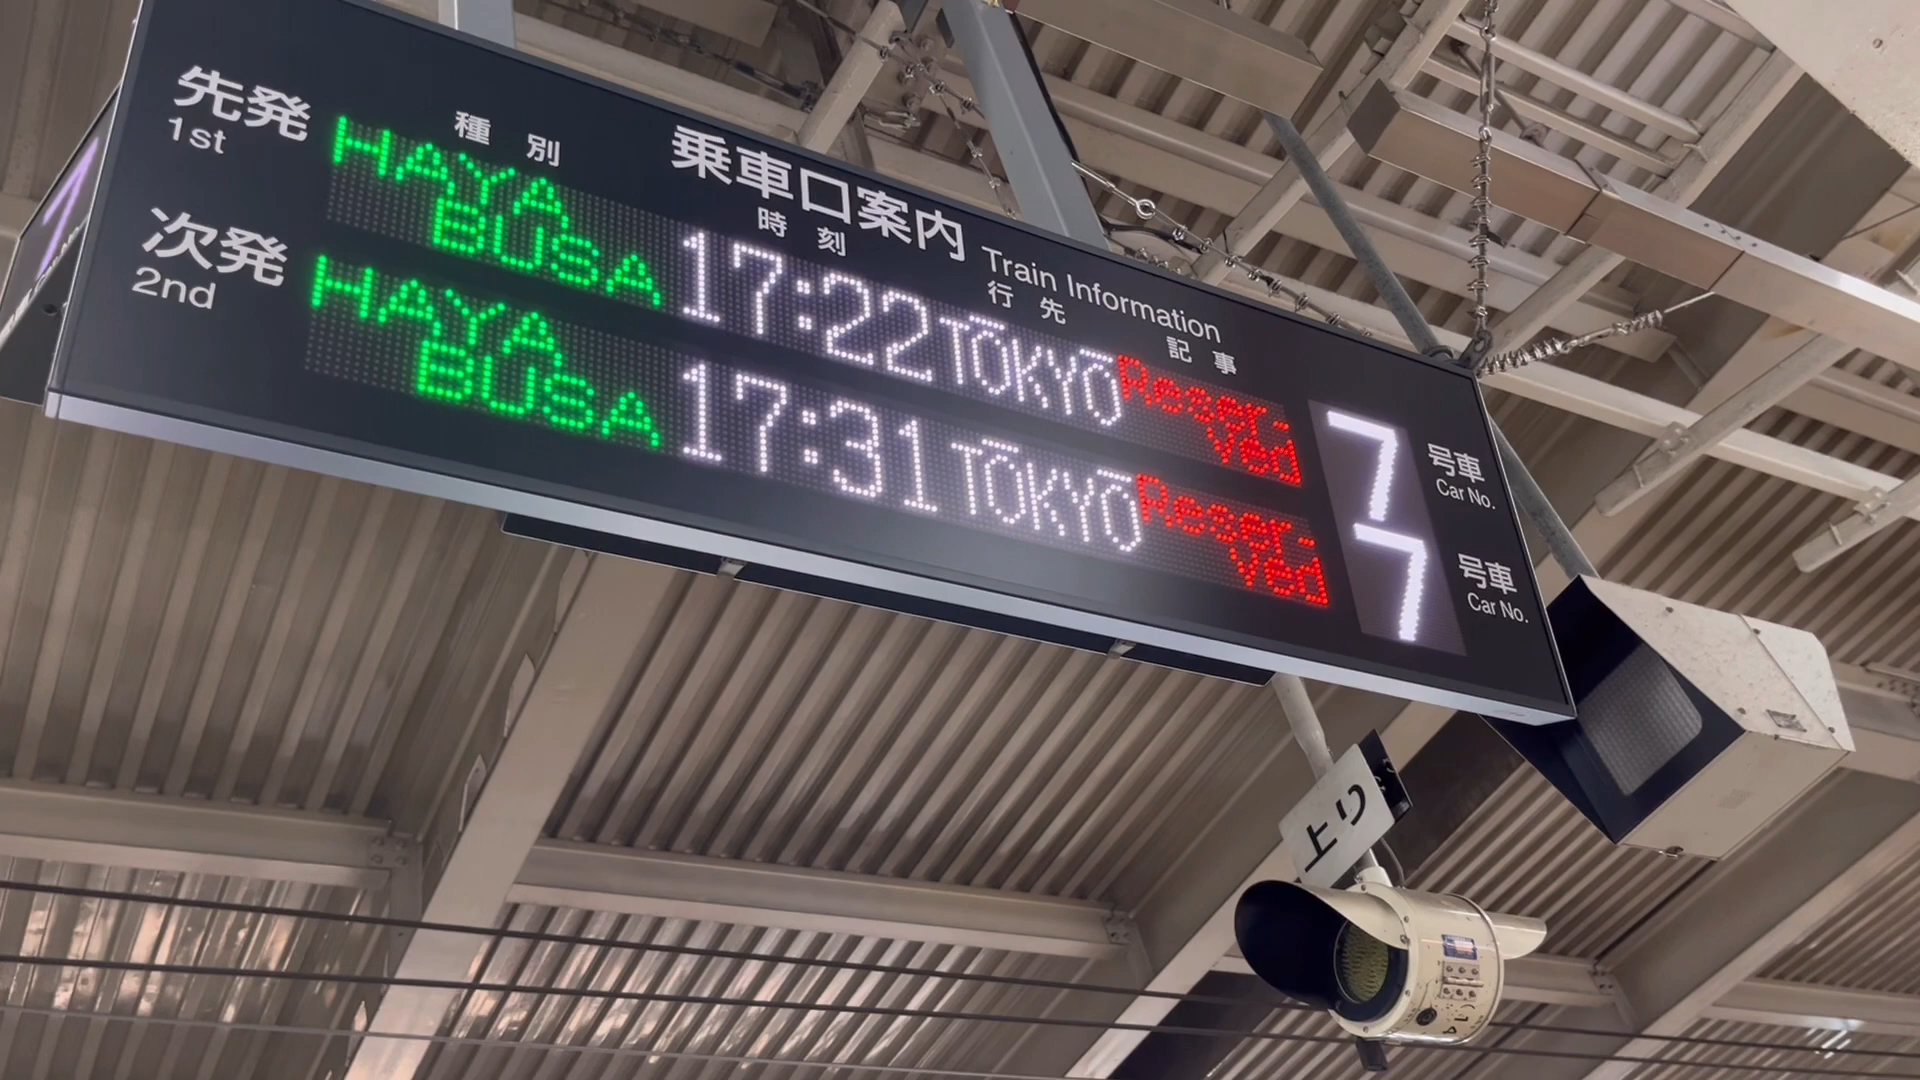 乗車口案内 Train Information
種別 時刻 行先 記事
先発 HAYABUSA 17:22 TŌKYŌ Reser-ved 7 号車
1st Car No.
次発 HAYABUSA 17:31 TŌKYŌ Reser-ved 7 号車
2nd Car No.
上り